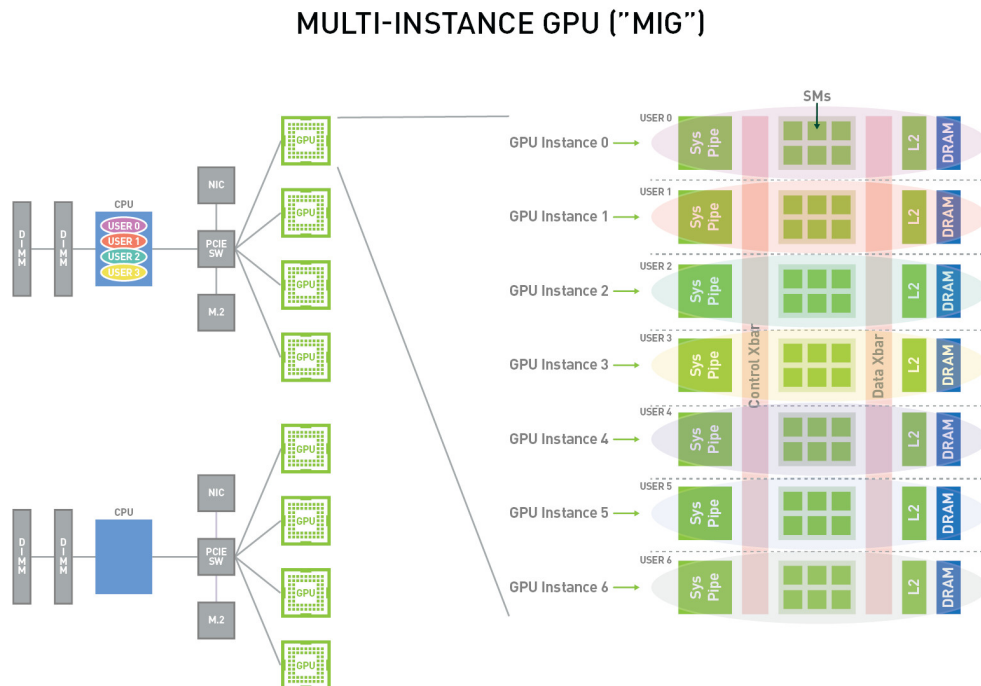 MULTI-INSTANCE GPU ("MIG")
DIMM
DIMM
CPU
USER 0
USER 1
USER 2
USER 3
NIC
PCIE
SW
M.2
GPU
GPU
GPU
GPU
DIMM
DIMM
CPU
NIC
PCIE
SW
M.2
GPU
GPU
GPU
GPU
SMs
GPU Instance 0
USER 0
Sys
Pipe
L2
DRAM
GPU Instance 1
USER 1
Sys
Pipe
L2
DRAM
GPU Instance 2
USER 2
Sys
Pipe
L2
DRAM
GPU Instance 3
USER 3
Sys
Pipe
Control Xbar
Data Xbar
L2
DRAM
GPU Instance 4
USER 4
Sys
Pipe
L2
DRAM
GPU Instance 5
USER 5
Sys
Pipe
L2
DRAM
GPU Instance 6
USER 6
Sys
Pipe
L2
DRAM